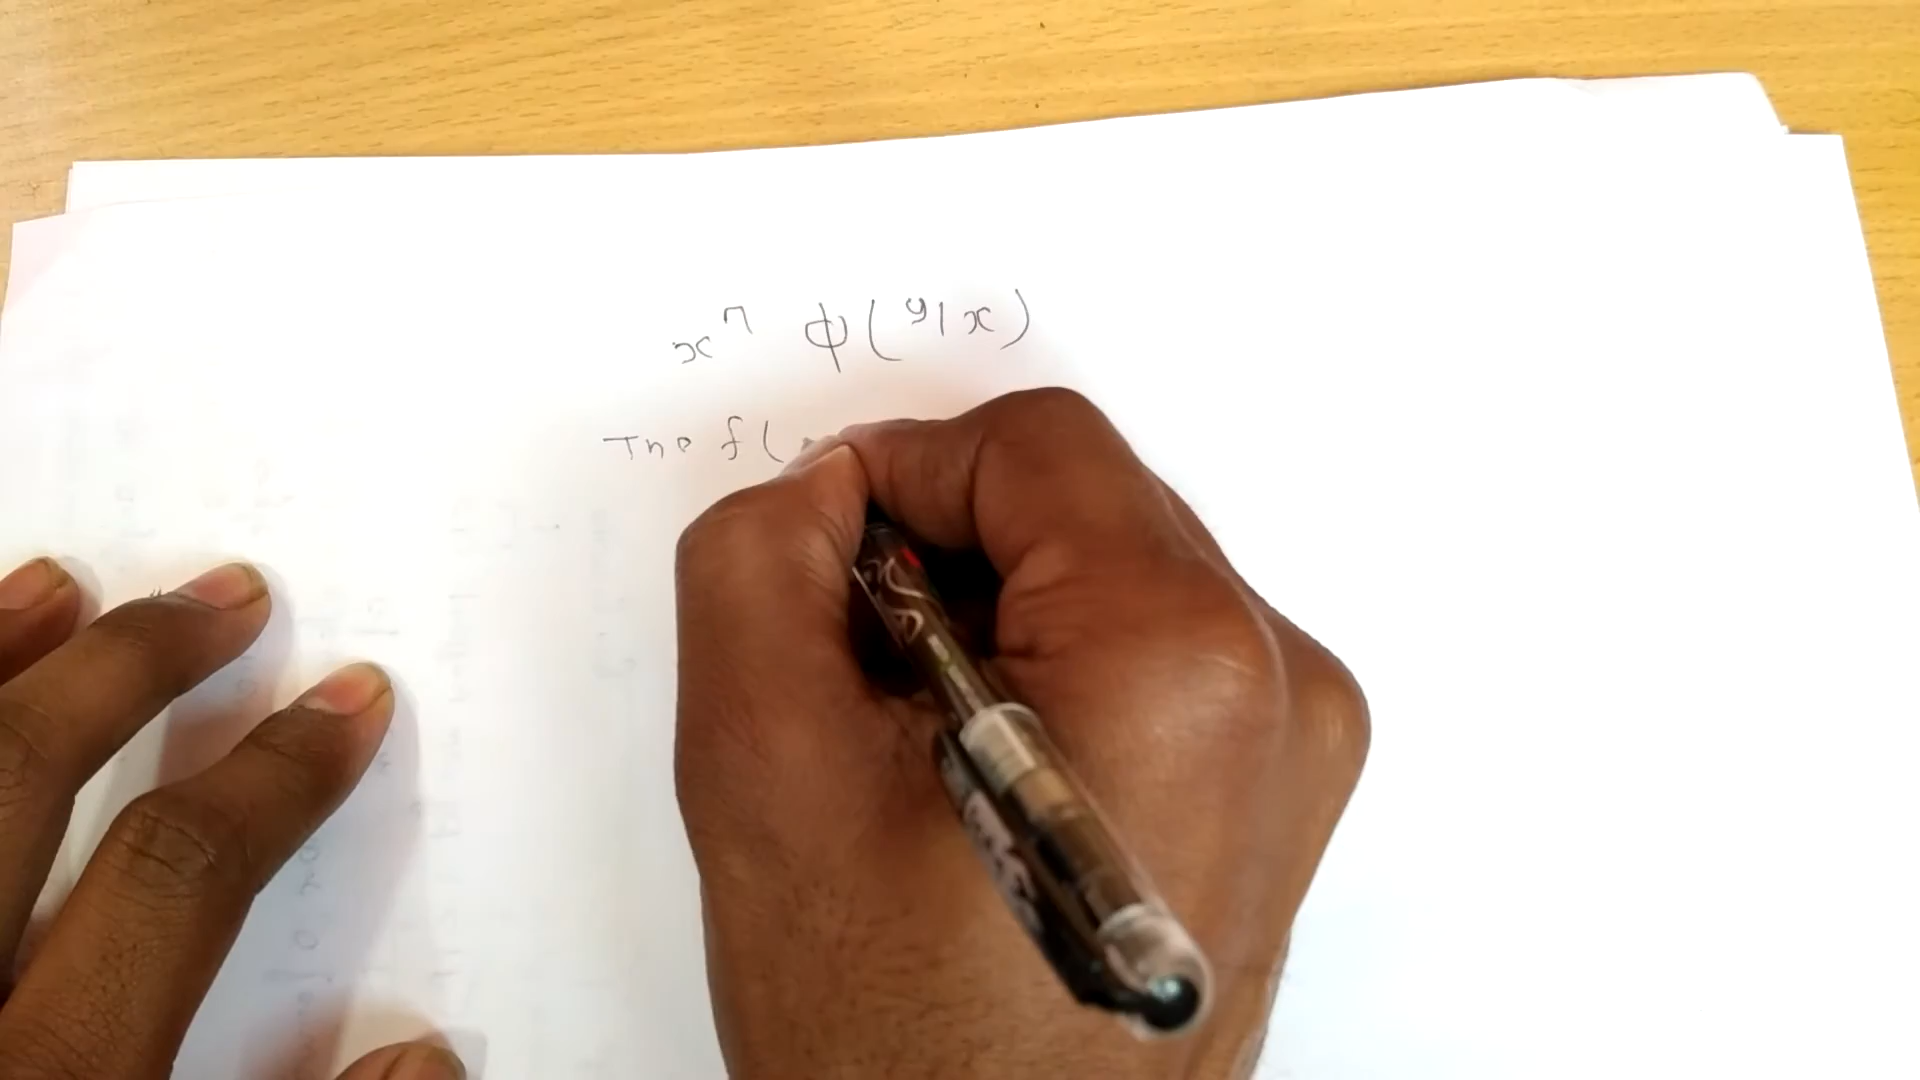 x^n ϕ(y/x)
The f(